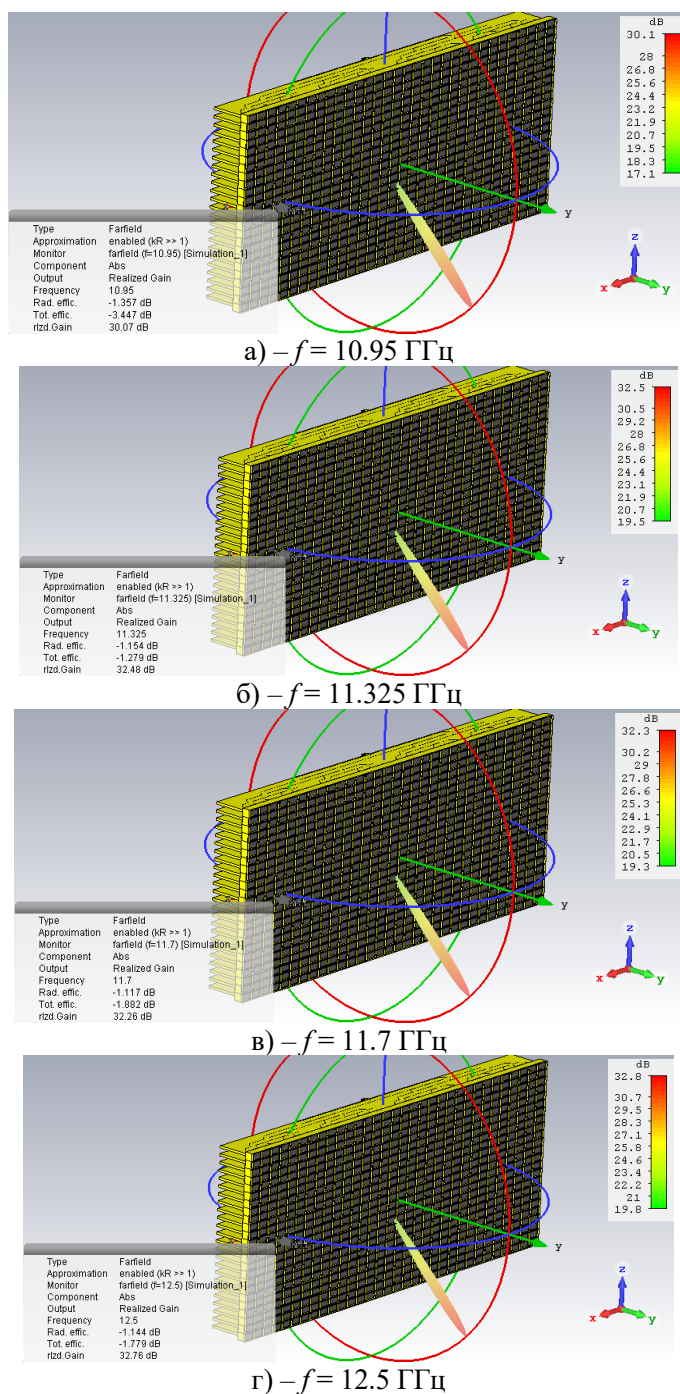 dB
30.1
28
26.8
25.6
24.4
23.2
21.9
20.7
19.5
18.3
17.1
y
z
x
y
Type Farfield
Approximation enabled (kR >> 1)
Monitor farfield (f=10.95) [Simulation_1]
Component Abs
Output Realized Gain
Frequency 10.95
Rad. effic. -1.357 dB
Tot. effic. -3.447 dB
rlzd.Gain 30.07 dB
а) – f = 10.95 ГГц
dB
32.5
30.5
29.2
28
26.8
25.6
24.4
23.1
21.9
20.7
19.5
y
z
x
y
Type Farfield
Approximation enabled (kR >> 1)
Monitor farfield (f=11.325) [Simulation_1]
Component Abs
Output Realized Gain
Frequency 11.325
Rad. effic. -1.154 dB
Tot. effic. -1.279 dB
rlzd.Gain 32.48 dB
б) – f = 11.325 ГГц
dB
32.3
30.2
29
27.8
26.6
25.3
24.1
22.9
21.7
20.5
19.3
y
z
x
y
Type Farfield
Approximation enabled (kR >> 1)
Monitor farfield (f=11.7) [Simulation_1]
Component Abs
Output Realized Gain
Frequency 11.7
Rad. effic. -1.117 dB
Tot. effic. -1.882 dB
rlzd.Gain 32.26 dB
в) – f = 11.7 ГГц
dB
32.8
30.7
29.5
28.3
27.1
25.8
24.6
23.4
22.2
21
19.8
y
z
x
y
Type Farfield
Approximation enabled (kR >> 1)
Monitor farfield (f=12.5) [Simulation_1]
Component Abs
Output Realized Gain
Frequency 12.5
Rad. effic. -1.144 dB
Tot. effic. -1.779 dB
rlzd.Gain 32.76 dB
г) – f = 12.5 ГГц